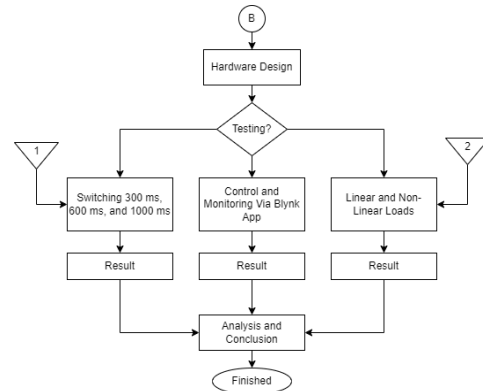 B
Hardware Design
Testing?
1
2
Switching 300 ms,
600 ms, and 1000 ms
Control and
Monitoring Via Blynk
App
Linear and Non-
Linear Loads
Result
Result
Result
Analysis and
Conclusion
Finished